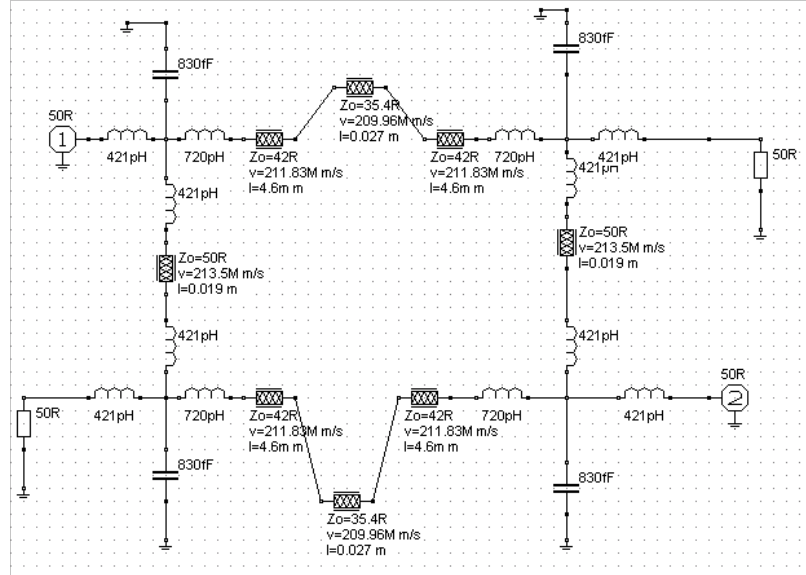 830fF
830fF
50R
1
421pH
720pH
Zo=42R
v=211.83M m/s
l=4.6m m
Zo=35.4R
v=209.96M m/s
l=0.027 m
Zo=42R
v=211.83M m/s
l=4.6m m
720pH
421pH
50R
421pH
421pH
Zo=50R
v=213.5M m/s
l=0.019 m
Zo=50R
v=213.5M m/s
l=0.019 m
421pH
421pH
50R
421pH
720pH
Zo=42R
v=211.83M m/s
l=4.6m m
Zo=42R
v=211.83M m/s
l=4.6m m
720pH
421pH
50R
2
830fF
830fF
Zo=35.4R
v=209.96M m/s
l=0.027 m